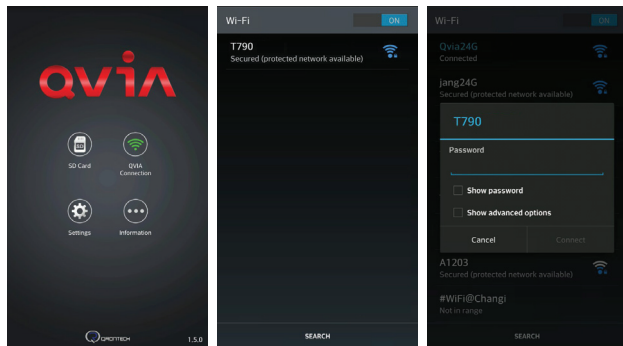 QVIA
SD
SD Card
QVIA
Connection
Settings
Information
QRONTECH
1.5.0
Wi-Fi
ON
T790
Secured (protected network available)
SEARCH
Wi-Fi
ON
Qvia24G
Connected
jang24G
Secured (protected network available)
T790
Password
Show password
Show advanced options
Cancel
Connect
A1203
Secured (protected network available)
#WiFi@Changi
Not in range
SEARCH